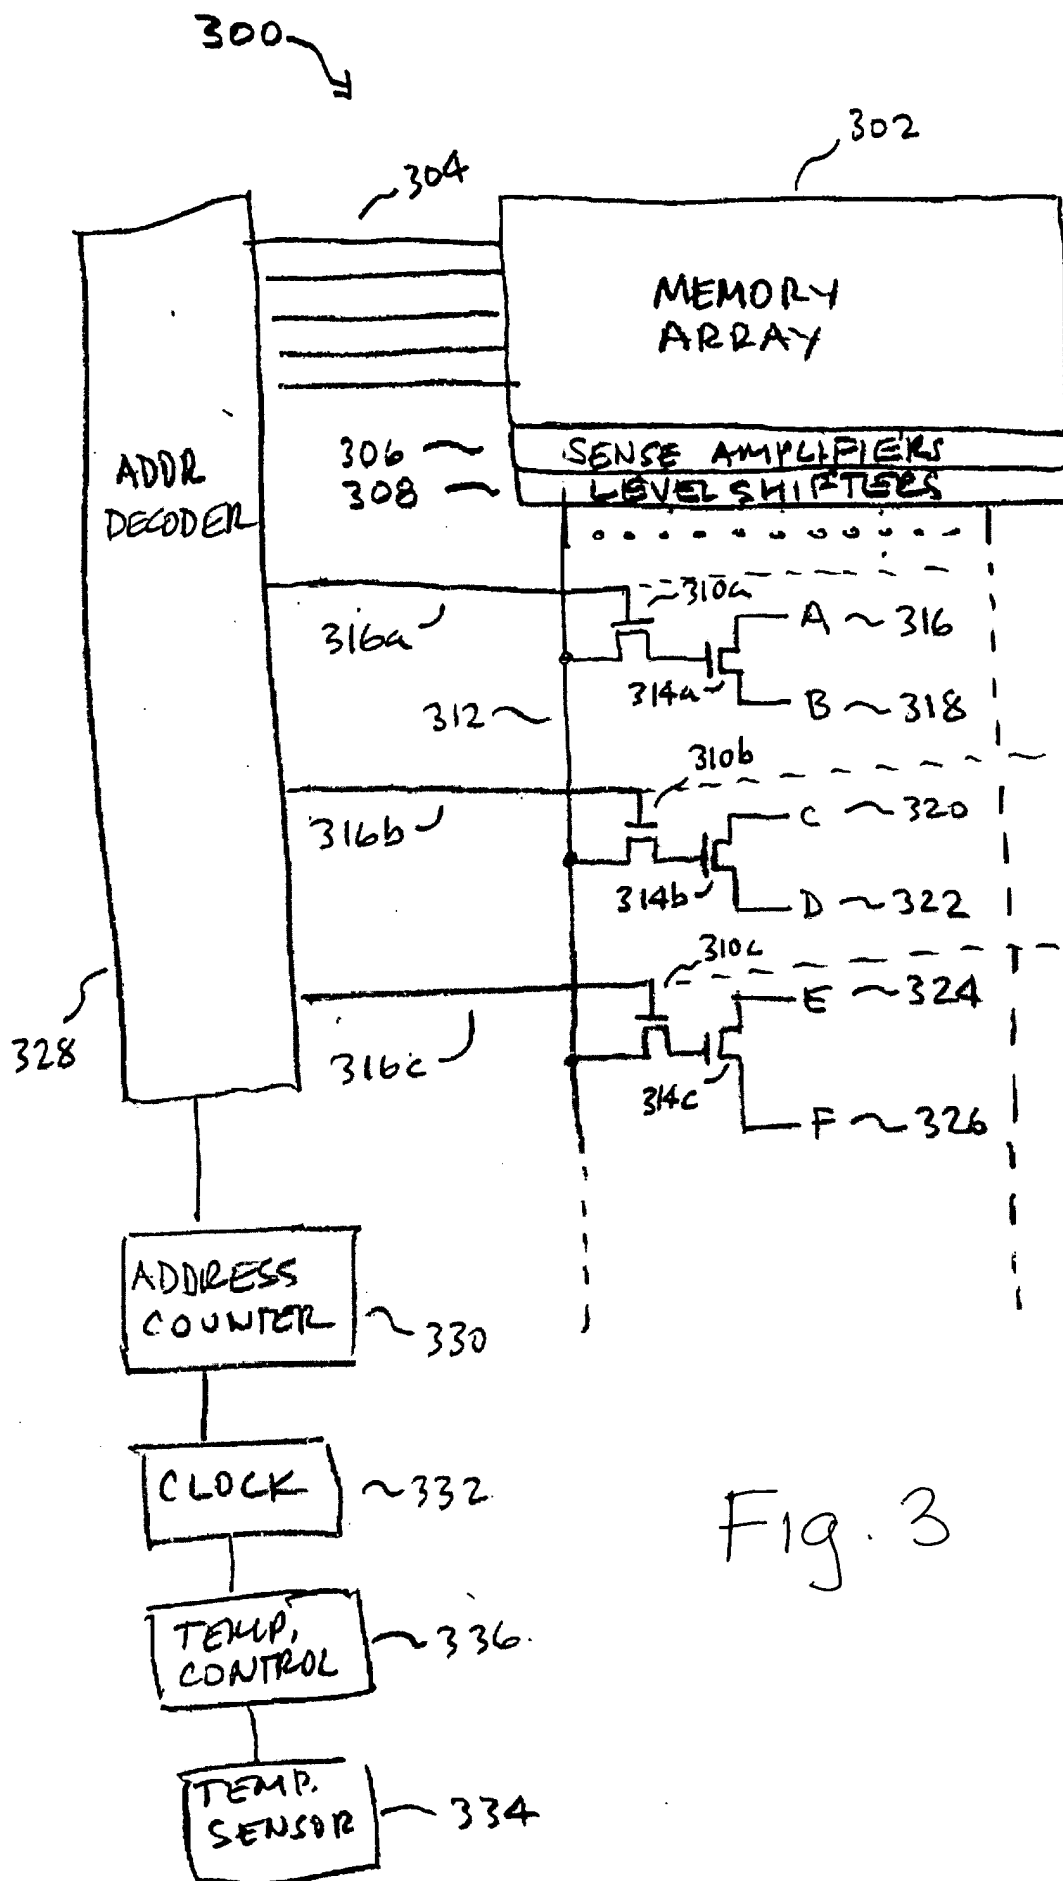 300
302
304
MEMORY
ARRAY
306 SENSE AMPLIFIERS
308 LEVEL SHIFTERS
ADDR
DECODER
310a
316a
A 316
314a
B 318
312
310b
316b
C 320
314b
D 322
310c
E 324
328
316c
314c
F 326
ADDRESS
COUNTER
330
CLOCK 332
Fig. 3
TEMP.
CONTROL
336
TEMP.
SENSOR
334